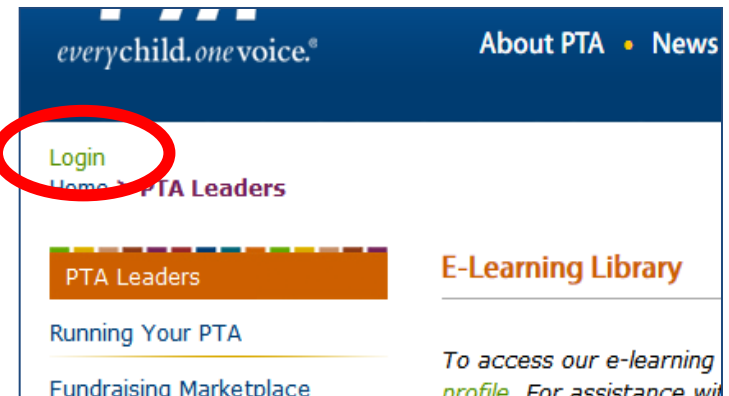 everychild.onevoice.®
About PTA • News
Login
Home > PTA Leaders
PTA Leaders
E-Learning Library
Running Your PTA
To access our e-learning
Fundraising Marketplace
profile. For assistance